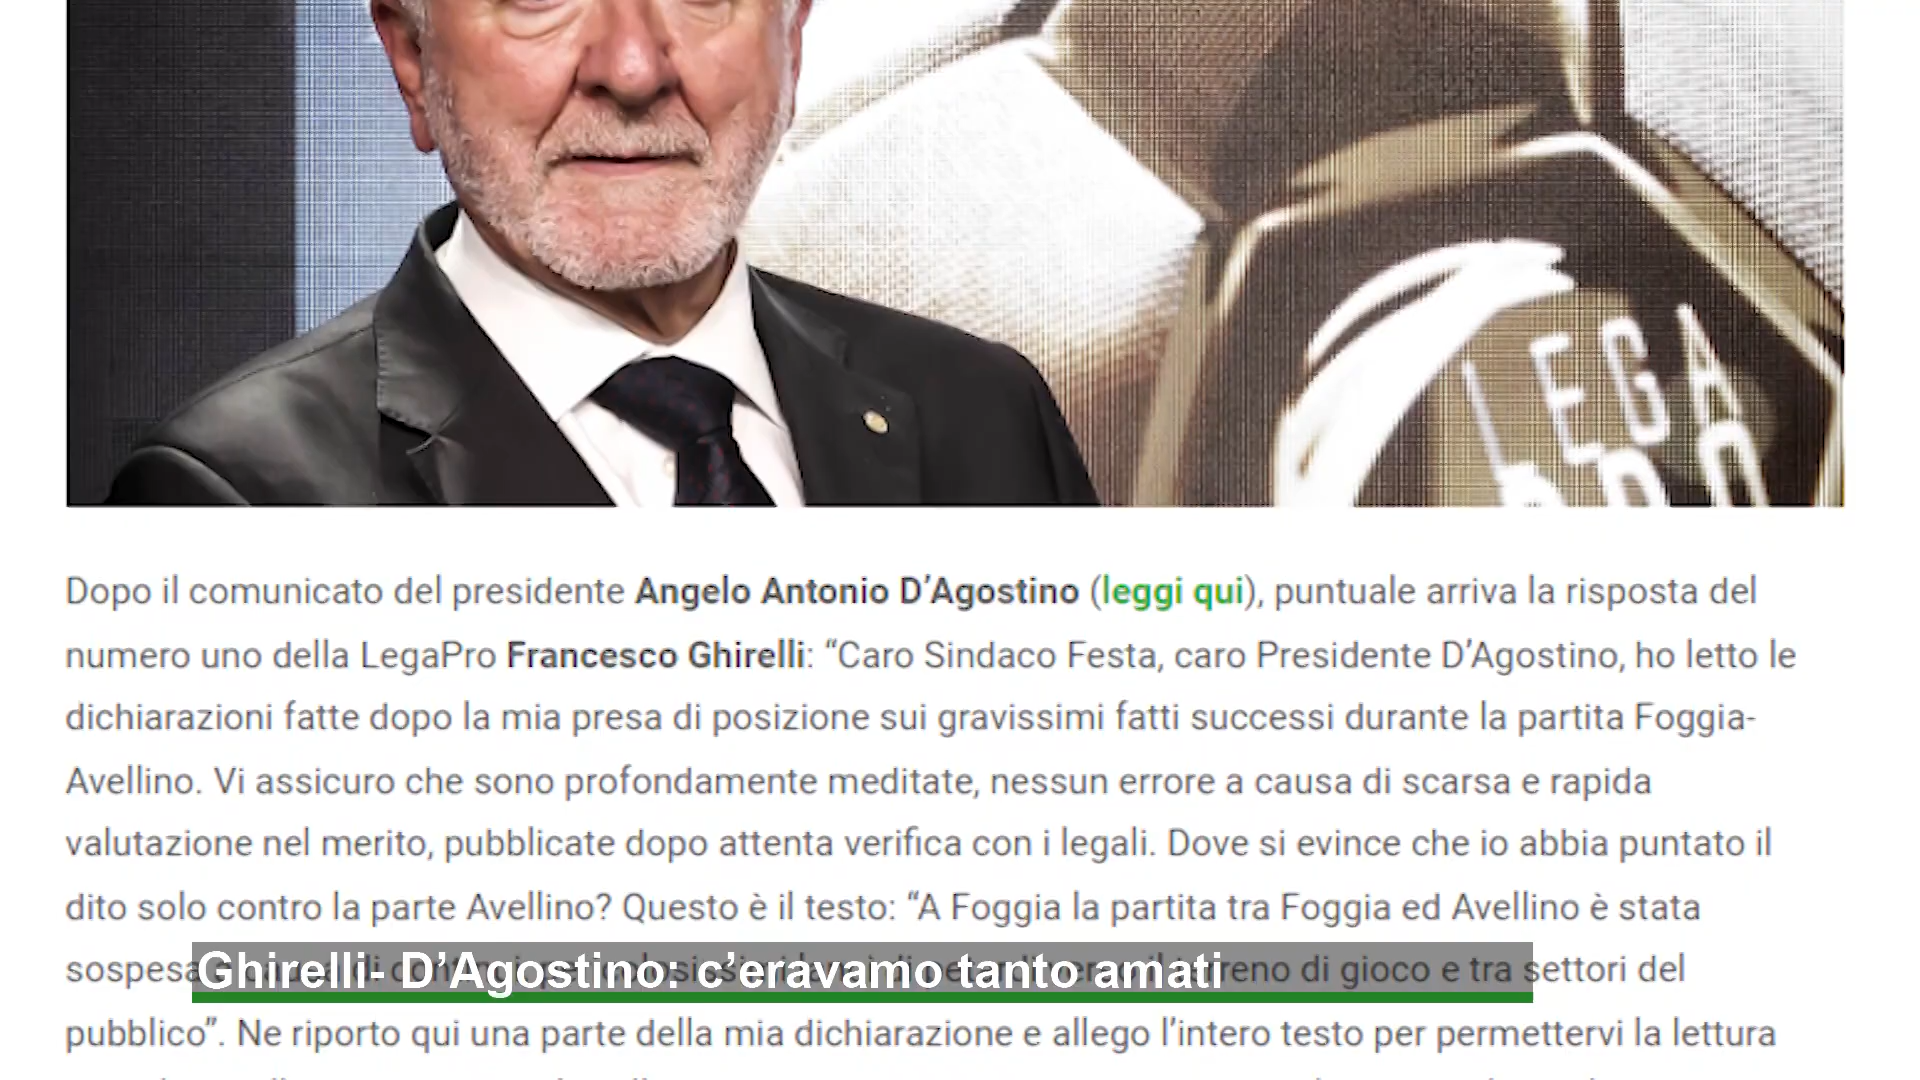 LEGA
PRO
Dopo il comunicato del presidente Angelo Antonio D’Agostino (leggi qui), puntuale arriva la risposta del
numero uno della LegaPro Francesco Ghirelli: “Caro Sindaco Festa, caro Presidente D’Agostino, ho letto le
dichiarazioni fatte dopo la mia presa di posizione sui gravissimi fatti successi durante la partita Foggia-
Avellino. Vi assicuro che sono profondamente meditate, nessun errore a causa di scarsa e rapida
valutazione nel merito, pubblicate dopo attenta verifica con i legali. Dove si evince che io abbia puntato il
dito solo contro la parte Avellino? Questo è il testo: “A Foggia la partita tra Foggia ed Avellino è stata
sospesa terreno di gioco e tra settori del
Ghirelli- D’Agostino: c’eravamo tanto amati
pubblico”. Ne riporto qui una parte della mia dichiarazione e allego l’intero testo per permettervi la lettura